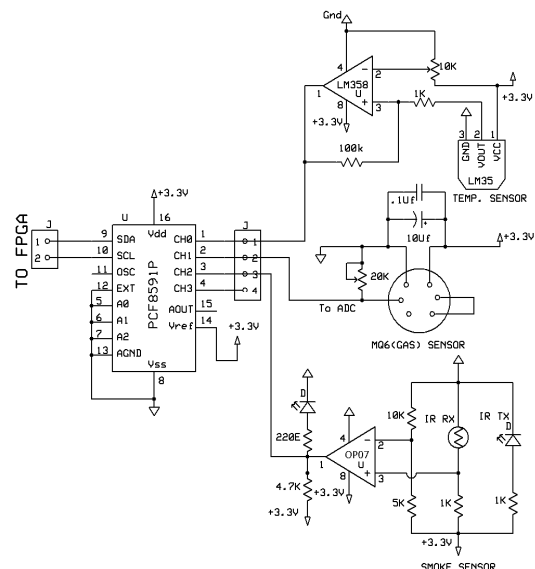 Gnd
4
2
10K
LM358
U
1
3
8
+3.3V
1K
+3.3V
3
2
1
GND
VOUT
VCC
LM35
TEMP. SENSOR
100k
+3.3V
.1Uf
10Uf
+3.3V
20K
To ADC
MQ6(GAS) SENSOR
TO FPGA
J
1
2
U
16
Vdd
9 SDA
10 SCL
11 OSC
12 EXT
5 A0
6 A1
7 A2
13 AGND
PCF8591P
CH0 1
CH1 2
CH2 3
CH3 4
AOUT 15
Vref 14
Vss
8
J
1
2
3
4
+3.3V
D
220E
4.7K
+3.3V
4
2
OP07
U
1
3
8
+3.3V
10K
5K
IR RX
1K
IR TX
D
1K
+3.3V
SMOKE SENSOR